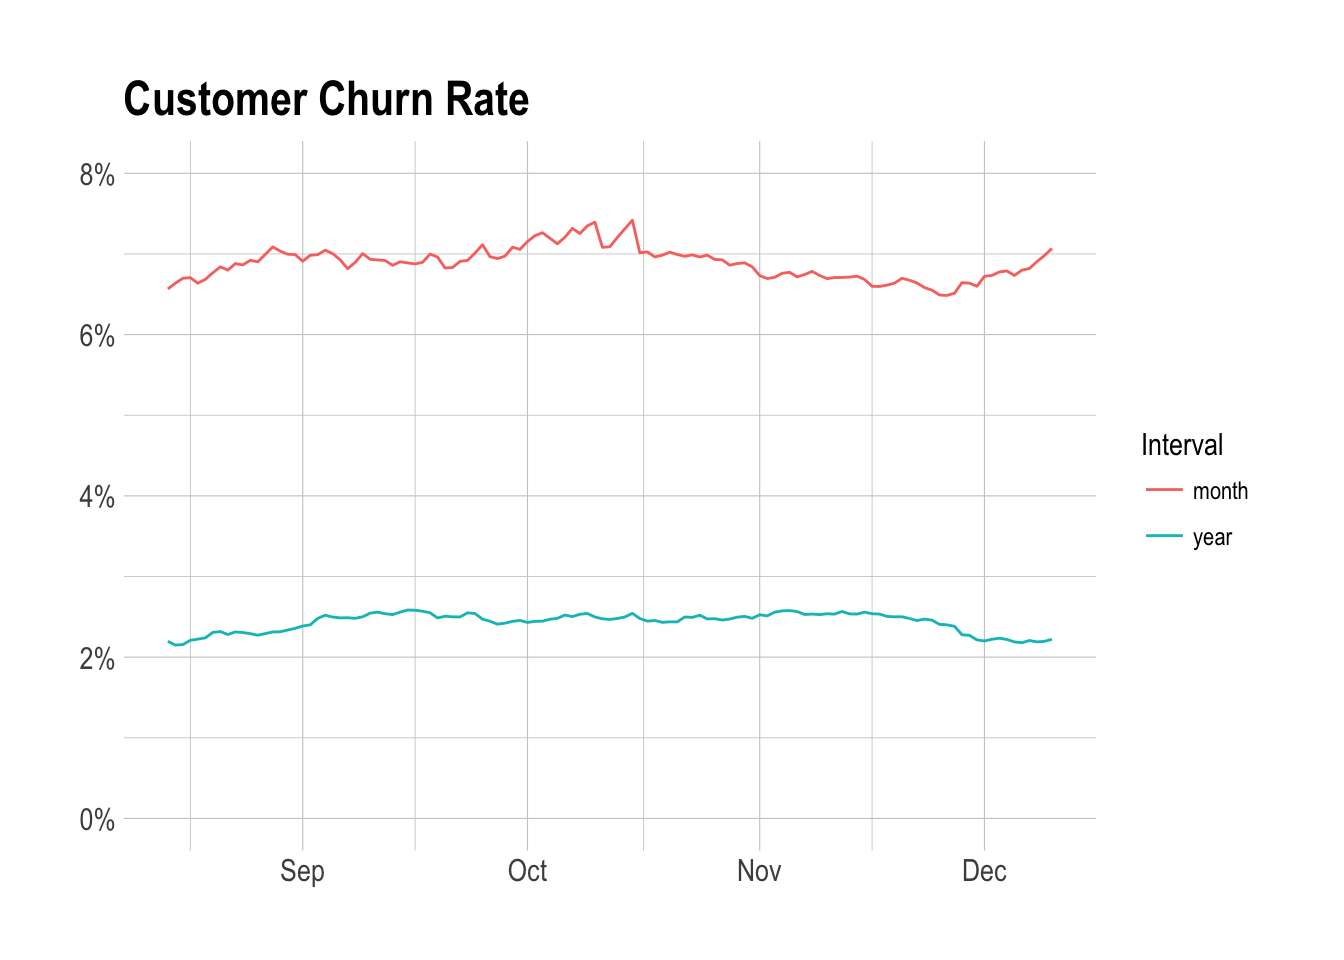 Customer Churn Rate
8%
6%
4%
2%
0%
Sep Oct Nov Dec
Interval
month
year